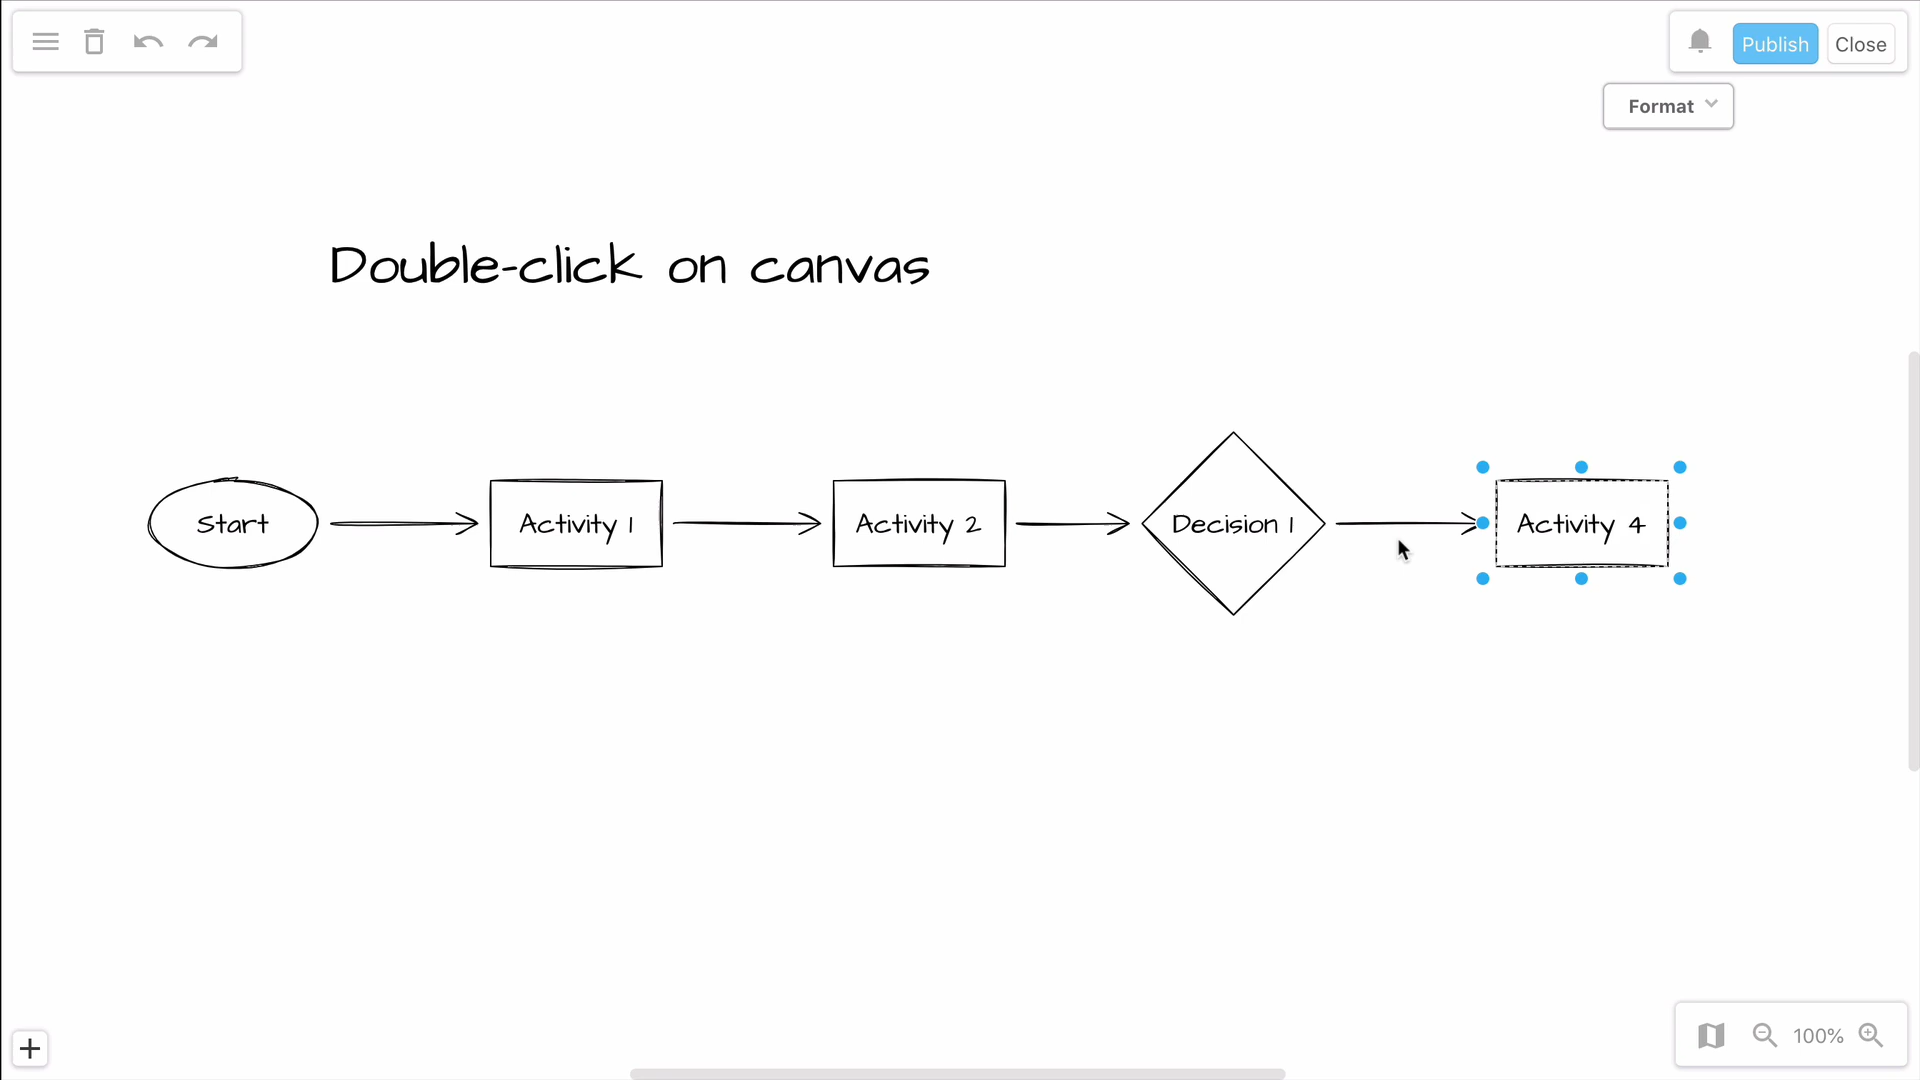 Publish
Close
Format
Double-click on canvas
Start
Activity 1
Activity 2
Decision 1
Activity 4
100%